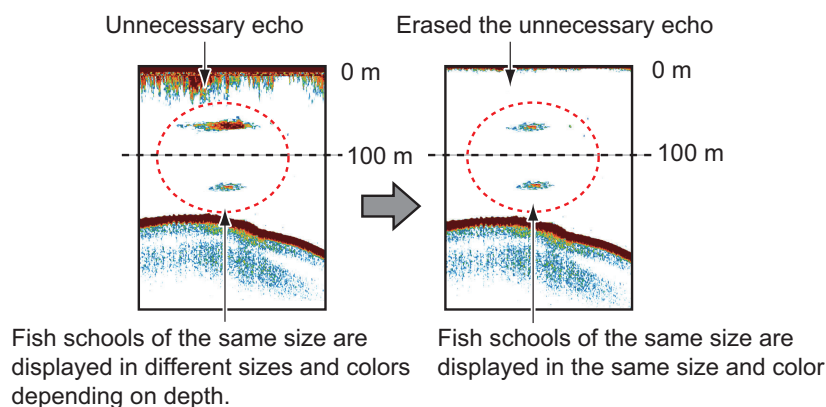 Unnecessary echo
Erased the unnecessary echo
0 m
0 m
100 m
100 m
Fish schools of the same size are
displayed in different sizes and colors
depending on depth.
Fish schools of the same size are
displayed in the same size and color